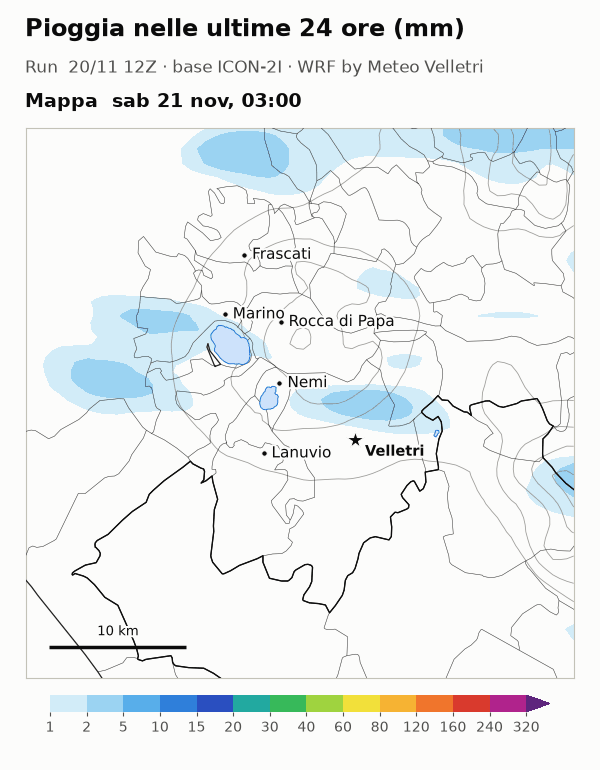 Pioggia nelle ultime 24 ore (mm)
Run  20/11 12Z · base ICON-2I · WRF by Meteo Velletri
Mappa  sab 21 nov, 03:00
Frascati
Marino
Rocca di Papa
Nemi
Velletri
Lanuvio
10 km
1 2 5 10 15 20 30 40 60 80 120 160 240 320